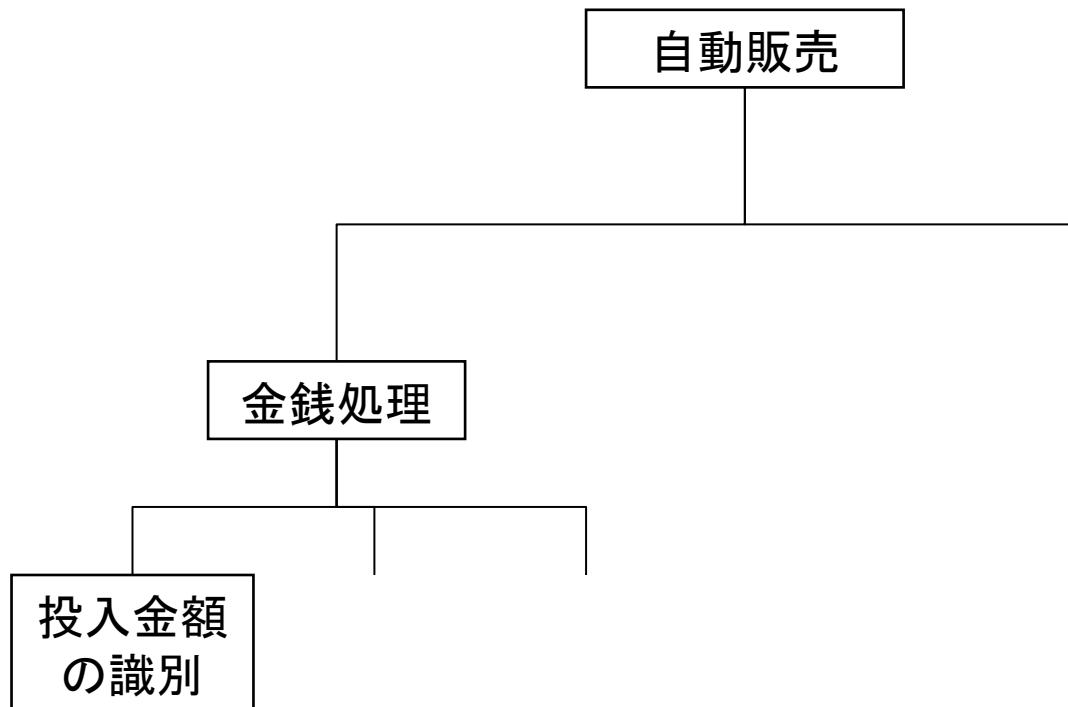 自動販売
金銭処理
投入金額
の識別